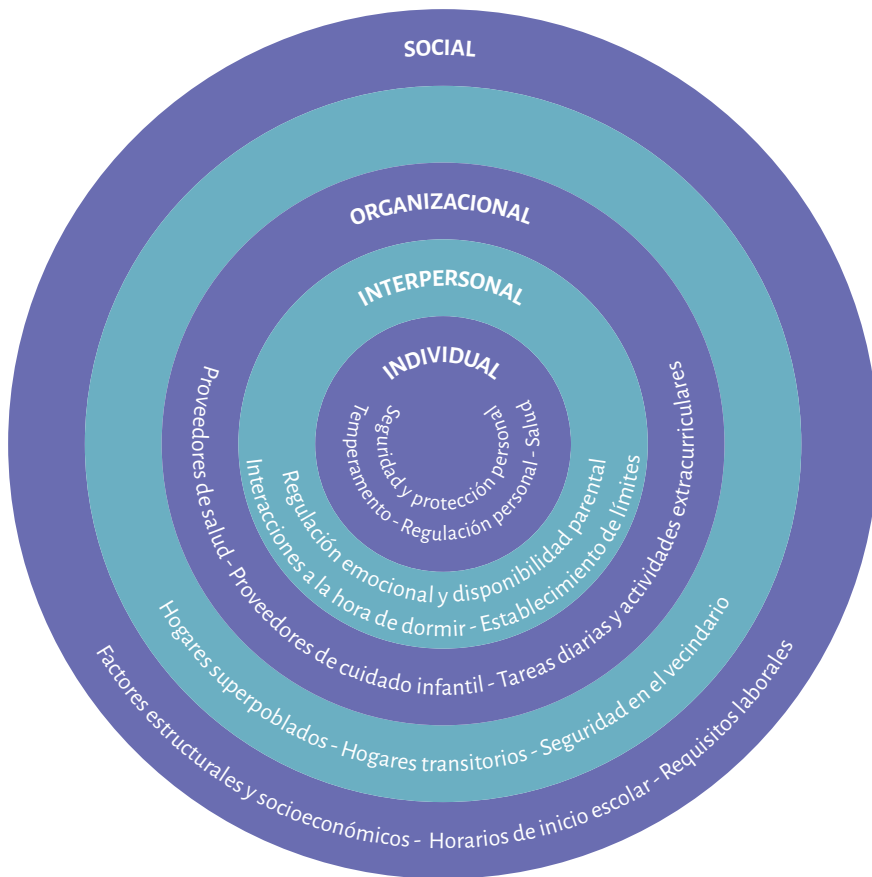 SOCIAL
ORGANIZACIONAL
INTERPERSONAL
INDIVIDUAL
Seguridad y protección personal
Temperamento - Regulación personal - Salud
Regulación emocional y disponibilidad parental
Interacciones a la hora de dormir - Establecimiento de límites
Proveedores de salud - Proveedores de cuidado infantil - Tareas diarias y actividades extracurriculares
Hogares superpoblados - Hogares transitorios - Seguridad en el vecindario
Factores estructurales y socioeconómicos - Horarios de inicio escolar - Requisitos laborales